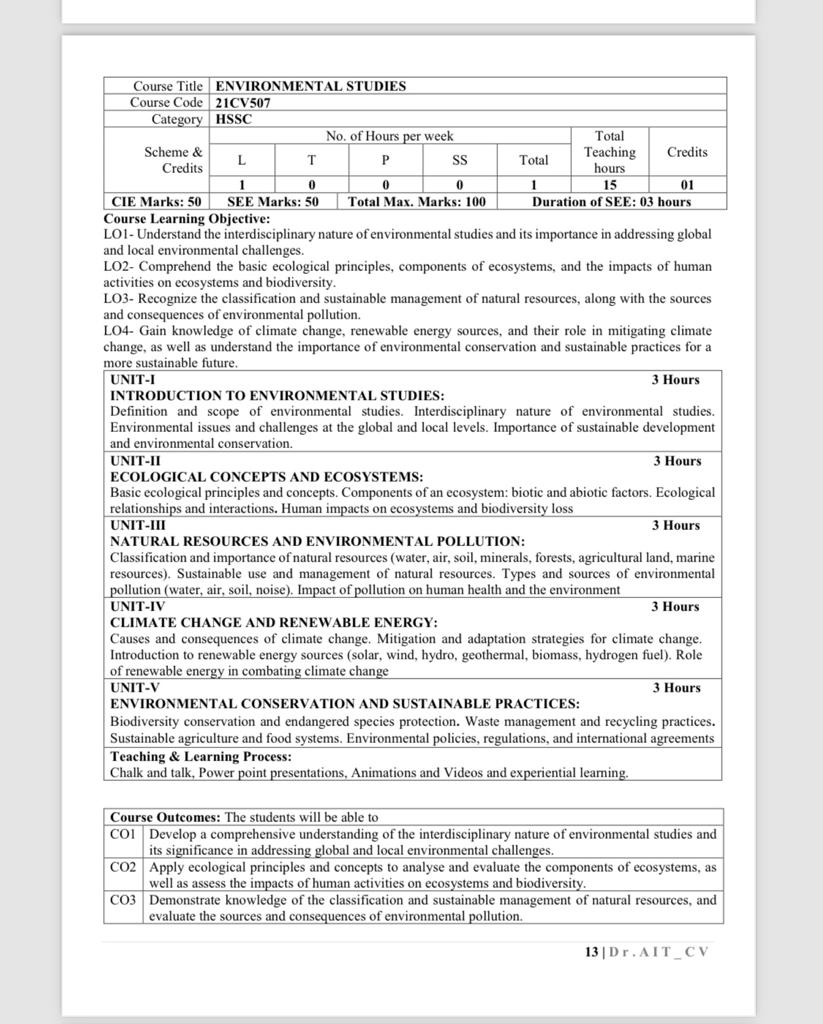 Course Title ENVIRONMENTAL STUDIES
Course Code 21CV507
Category HSSC
Scheme & Credits
No. of Hours per week
L T P SS Total
Total Teaching hours
Credits
1 0 0 0 1 15 01
CIE Marks: 50 SEE Marks: 50 Total Max. Marks: 100 Duration of SEE: 03 hours
Course Learning Objective:
LO1- Understand the interdisciplinary nature of environmental studies and its importance in addressing global
and local environmental challenges.
LO2- Comprehend the basic ecological principles, components of ecosystems, and the impacts of human
activities on ecosystems and biodiversity.
LO3- Recognize the classification and sustainable management of natural resources, along with the sources
and consequences of environmental pollution.
LO4- Gain knowledge of climate change, renewable energy sources, and their role in mitigating climate
change, as well as understand the importance of environmental conservation and sustainable practices for a
more sustainable future.
UNIT-I 3 Hours
INTRODUCTION TO ENVIRONMENTAL STUDIES:
Definition and scope of environmental studies. Interdisciplinary nature of environmental studies.
Environmental issues and challenges at the global and local levels. Importance of sustainable development
and environmental conservation.
UNIT-II 3 Hours
ECOLOGICAL CONCEPTS AND ECOSYSTEMS:
Basic ecological principles and concepts. Components of an ecosystem: biotic and abiotic factors. Ecological
relationships and interactions. Human impacts on ecosystems and biodiversity loss
UNIT-III 3 Hours
NATURAL RESOURCES AND ENVIRONMENTAL POLLUTION:
Classification and importance of natural resources (water, air, soil, minerals, forests, agricultural land, marine
resources). Sustainable use and management of natural resources. Types and sources of environmental
pollution (water, air, soil, noise). Impact of pollution on human health and the environment
UNIT-IV 3 Hours
CLIMATE CHANGE AND RENEWABLE ENERGY:
Causes and consequences of climate change. Mitigation and adaptation strategies for climate change.
Introduction to renewable energy sources (solar, wind, hydro, geothermal, biomass, hydrogen fuel). Role
of renewable energy in combating climate change
UNIT-V 3 Hours
ENVIRONMENTAL CONSERVATION AND SUSTAINABLE PRACTICES:
Biodiversity conservation and endangered species protection. Waste management and recycling practices.
Sustainable agriculture and food systems. Environmental policies, regulations, and international agreements
Teaching & Learning Process:
Chalk and talk, Power point presentations, Animations and Videos and experiential learning.
Course Outcomes: The students will be able to
CO1 Develop a comprehensive understanding of the interdisciplinary nature of environmental studies and
its significance in addressing global and local environmental challenges.
CO2 Apply ecological principles and concepts to analyse and evaluate the components of ecosystems, as
well as assess the impacts of human activities on ecosystems and biodiversity.
CO3 Demonstrate knowledge of the classification and sustainable management of natural resources, and
evaluate the sources and consequences of environmental pollution.
13 | Dr.AIT_CV